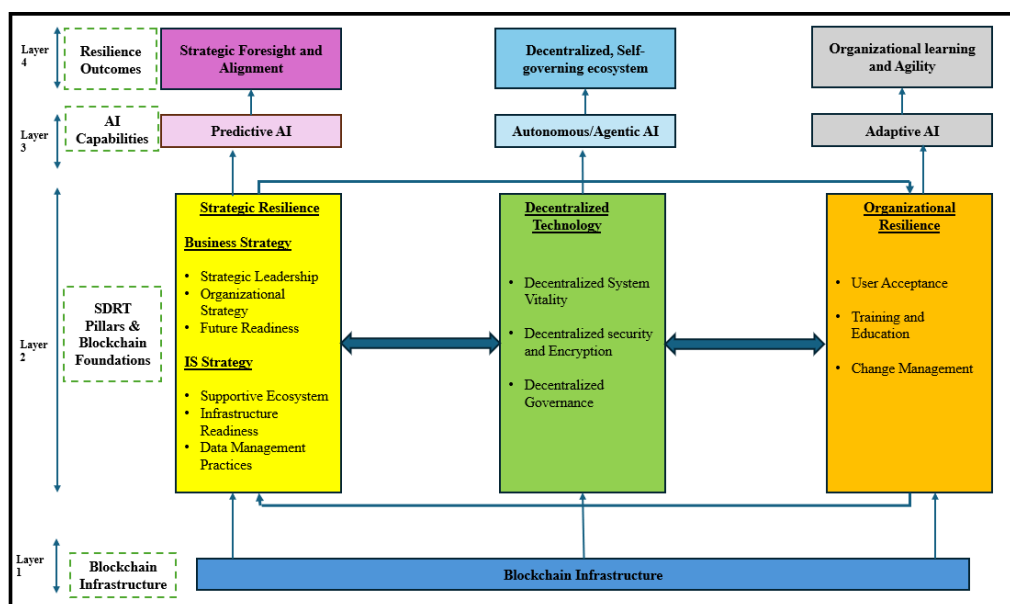 Layer
4
Resilience
Outcomes
Strategic Foresight and
Alignment
Decentralized, Self-
governing ecosystem
Organizational learning
and Agility
Layer
3
AI
Capabilities
Predictive AI
Autonomous/Agentic AI
Adaptive AI
Layer
2
SDRT
Pillars &
Blockchain
Foundations
Strategic Resilience
Business Strategy
• Strategic Leadership
• Organizational
Strategy
• Future Readiness
IS Strategy
• Supportive Ecosystem
• Infrastructure
Readiness
• Data Management
Practices
Decentralized
Technology
• Decentralized System
Vitality
• Decentralized security
and Encryption
• Decentralized
Governance
Organizational
Resilience
• User Acceptance
• Training and
Education
• Change Management
Layer
1
Blockchain
Infrastructure
Blockchain Infrastructure